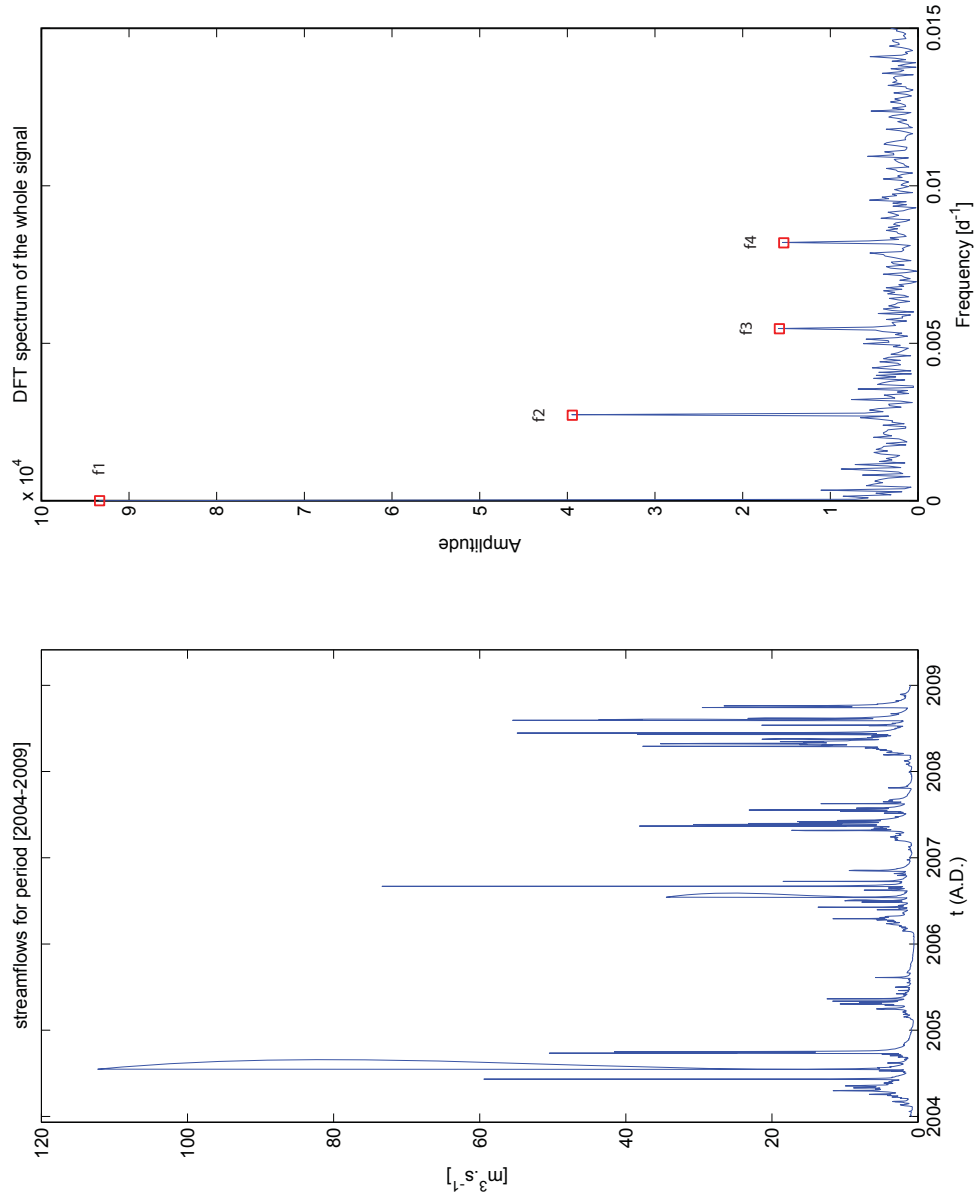 streamflows for period [2004-2009]
[m³.s⁻¹]
120
100
80
60
40
20
0
2004
2005
2006
2007
2008
2009
t (A.D.)
DFT spectrum of the whole signal
x 10⁴
Amplitude
10
9
8
7
6
5
4
3
2
1
0
0
0.005
0.01
0.015
Frequency [d⁻¹]
f1
f2
f3
f4